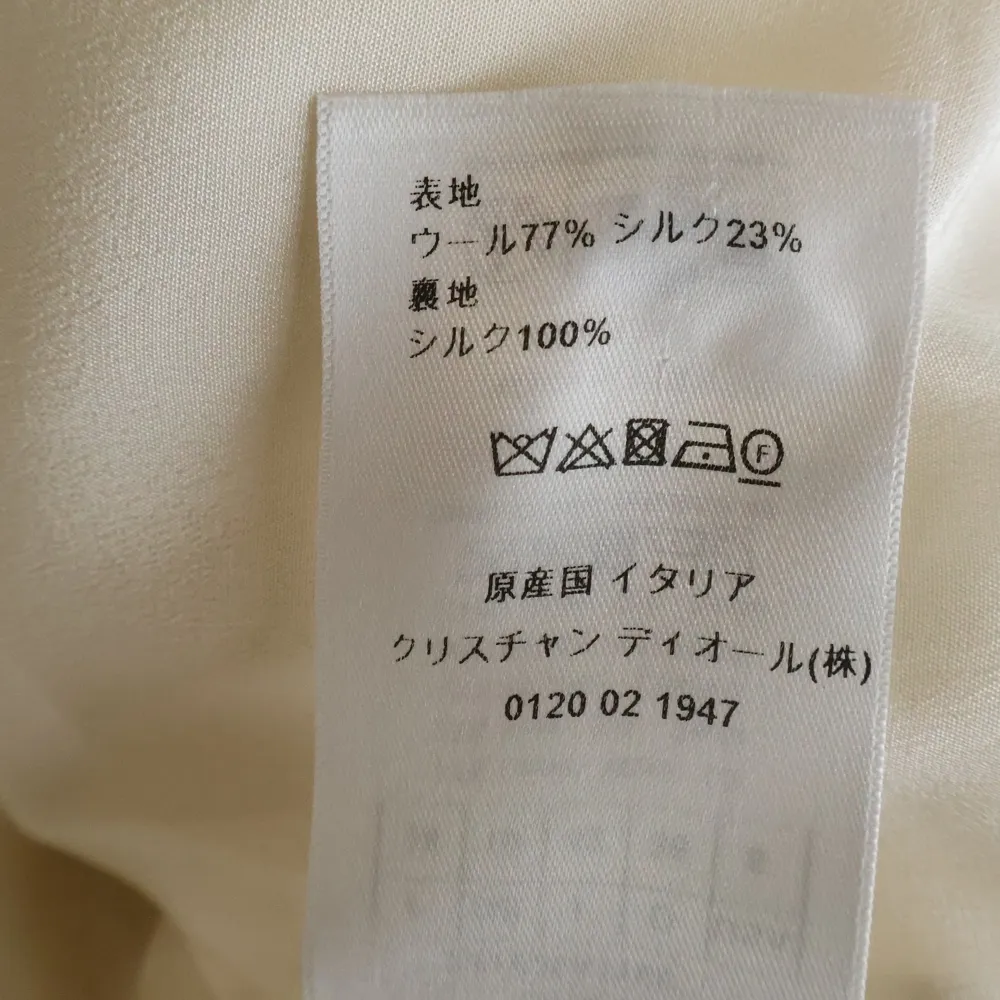 表地
ウール77% シルク23%
裏地
シルク100%
F
原産国 イタリア
クリスチャン ディオール(株)
0120 02 1947